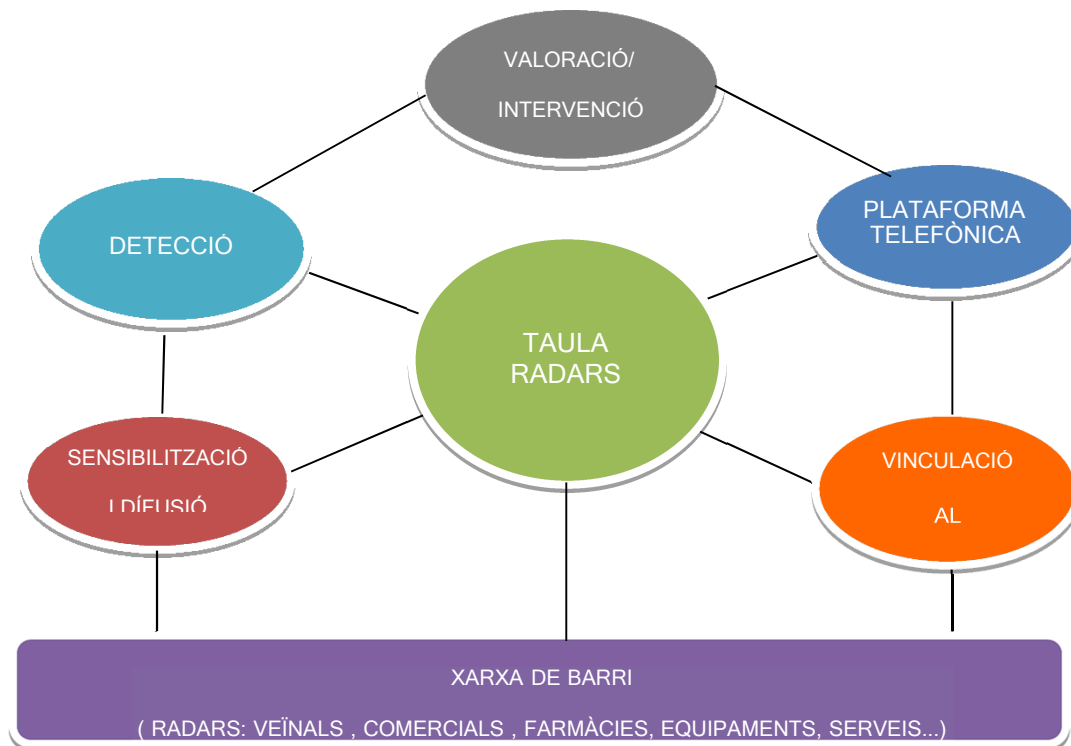 VALORACIÓ/
INTERVENCIÓ
DETECCIÓ
PLATAFORMA
TELEFÒNICA
TAULA
RADARS
SENSIBILITZACIÓ
I DIFUSIÓ
VINCULACIÓ
AL
XARXA DE BARRI
( RADARS: VEÏNALS , COMERCIALS , FARMÀCIES, EQUIPAMENTS, SERVEIS...)